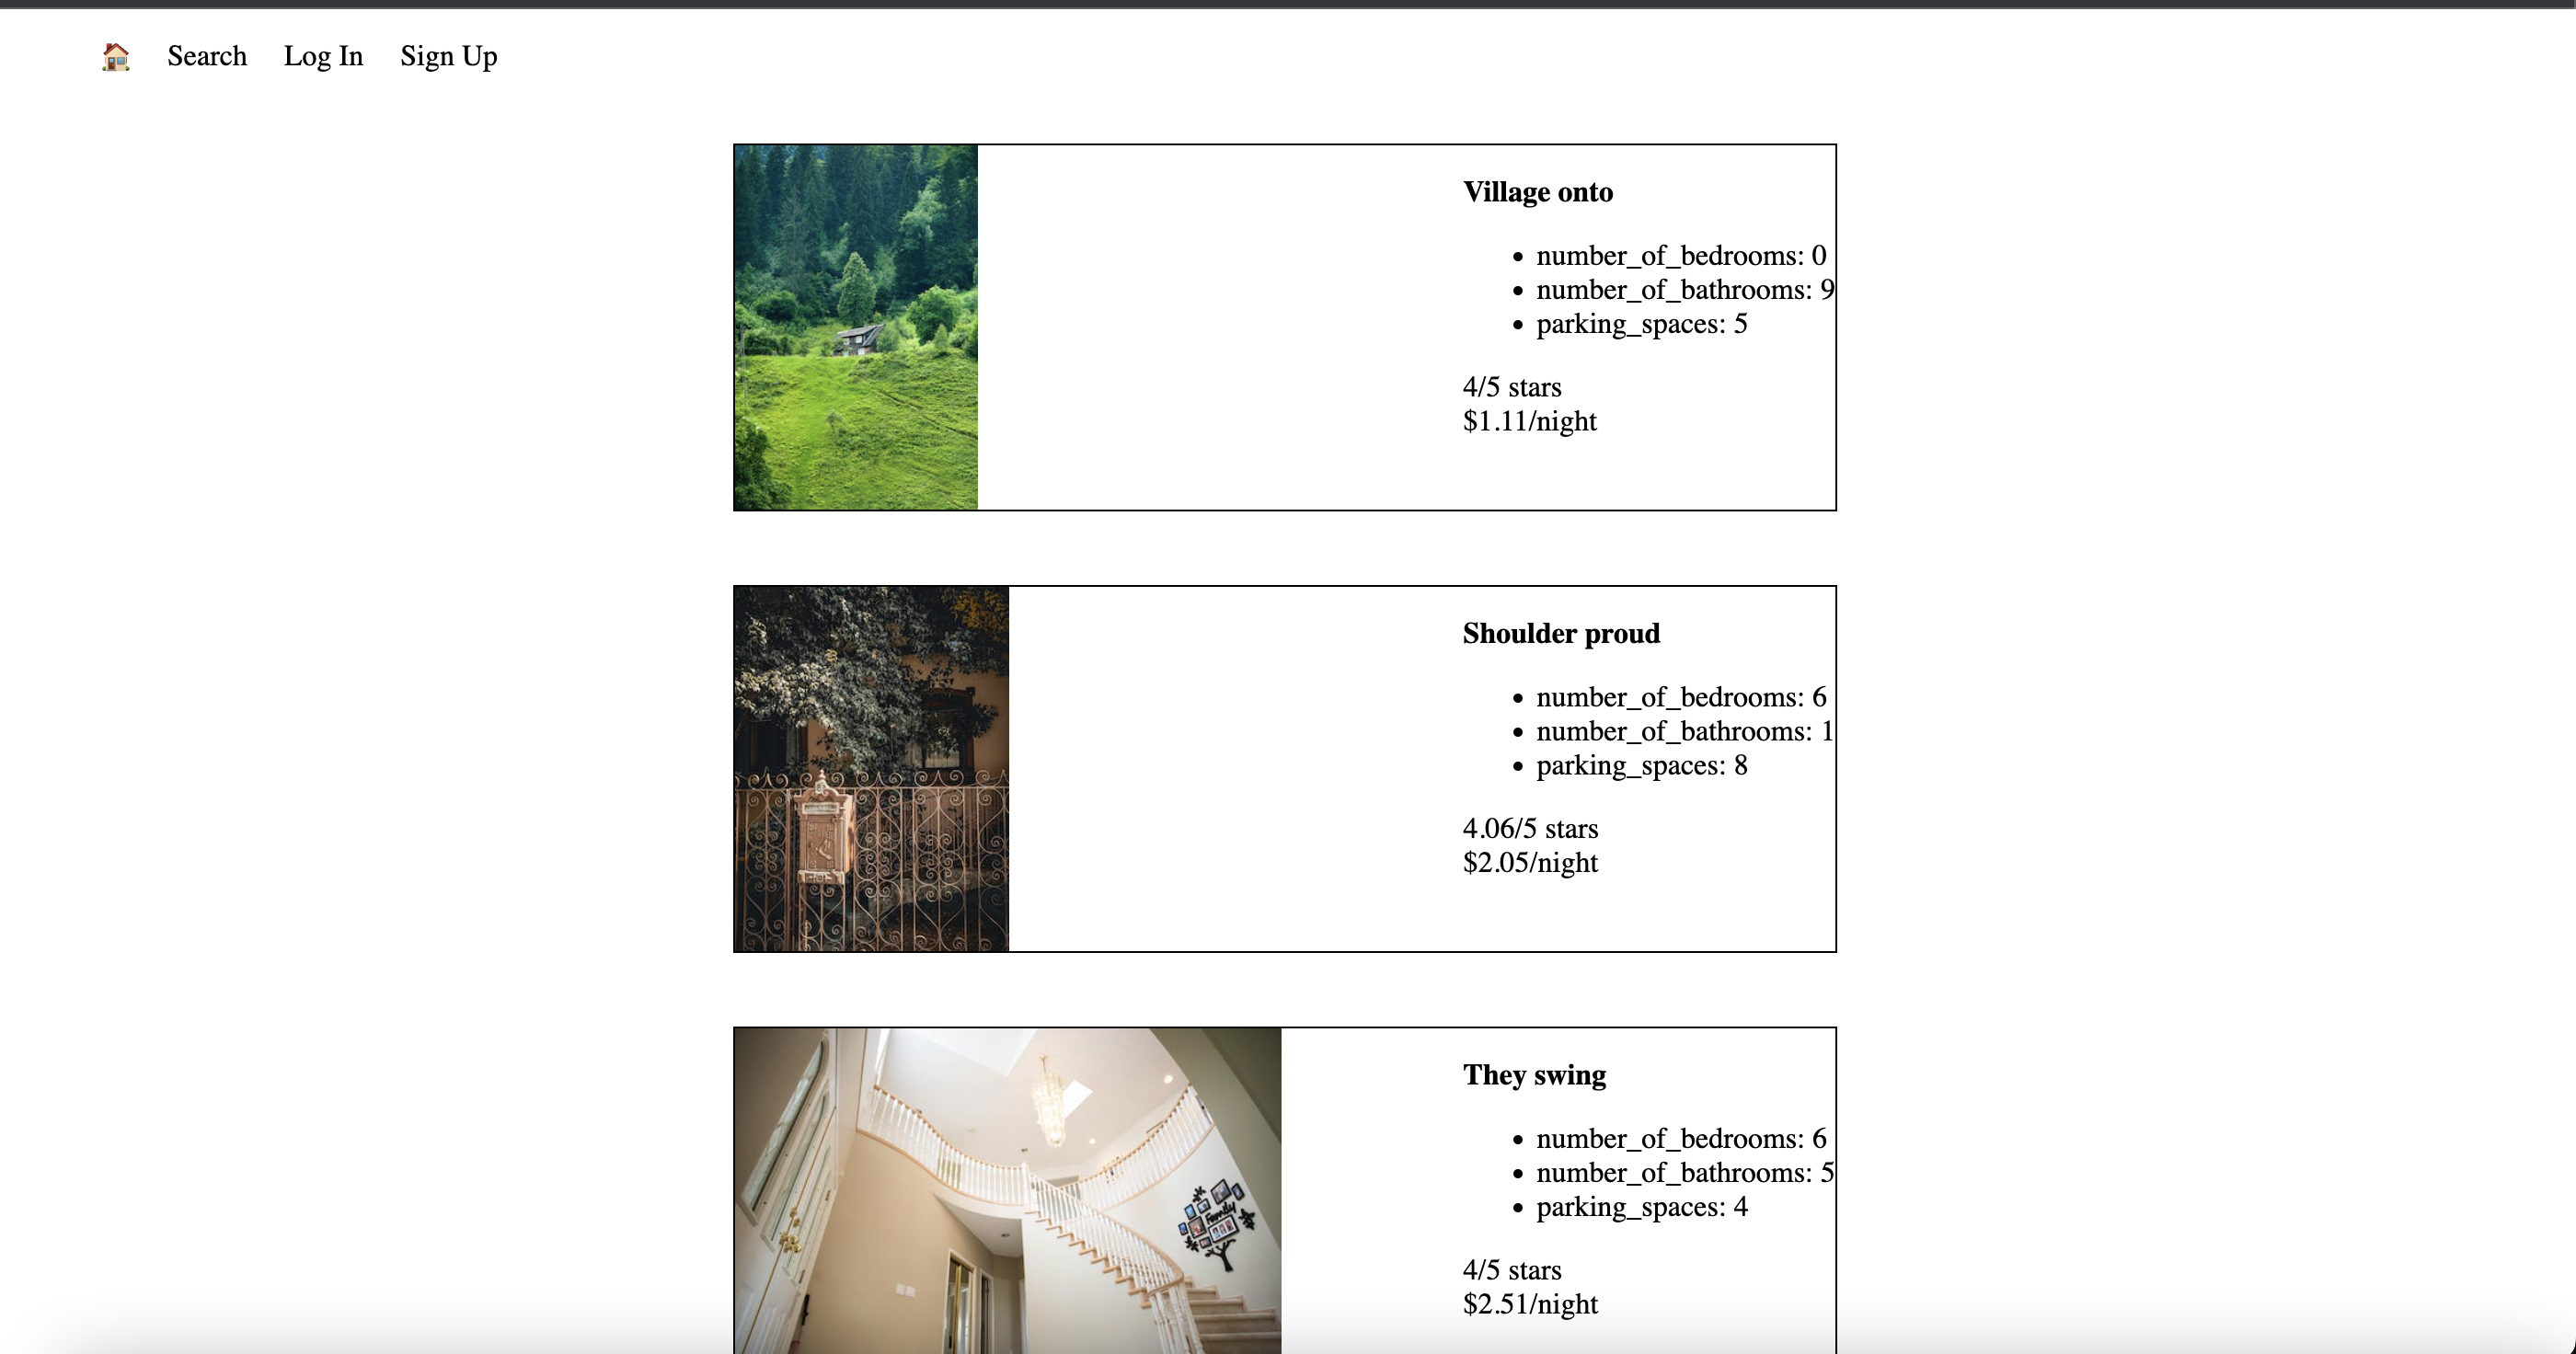 Search Log In Sign Up
Village onto
number_of_bedrooms: 0
number_of_bathrooms: 9
parking_spaces: 5
4/5 stars
$1.11/night
Shoulder proud
number_of_bedrooms: 6
number_of_bathrooms: 1
parking_spaces: 8
4.06/5 stars
$2.05/night
They swing
number_of_bedrooms: 6
number_of_bathrooms: 5
parking_spaces: 4
Family
4/5 stars
$2.51/night